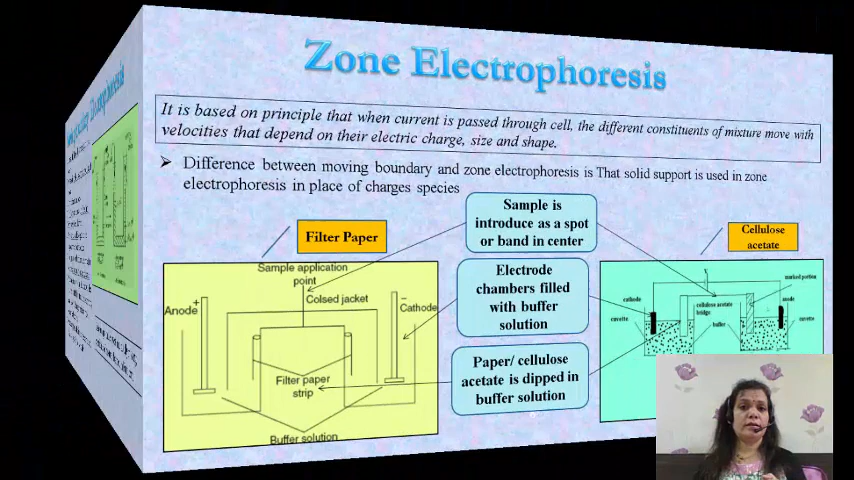 Zone Electrophoresis
It is based on principle that when current is passed through cell, the different constituents of mixture move with
velocities that depend on their electric charge, size and shape.
Difference between moving boundary and zone electrophoresis is That solid support is used in zone
electrophoresis in place of charges species
Filter Paper
Sample is
introduce as a spot
or band in center
Cellulose
acetate
Sample application
point
Colsed jacket
Anode
+
−
Cathode
Filter paper
strip
Buffer solution
Electrode
chambers filled
with buffer
solution
Paper/ cellulose
acetate is dipped in
buffer solution
marked portion
cathode
cellulose acetate
bridge
anode
cuvette
buffer
cuvette